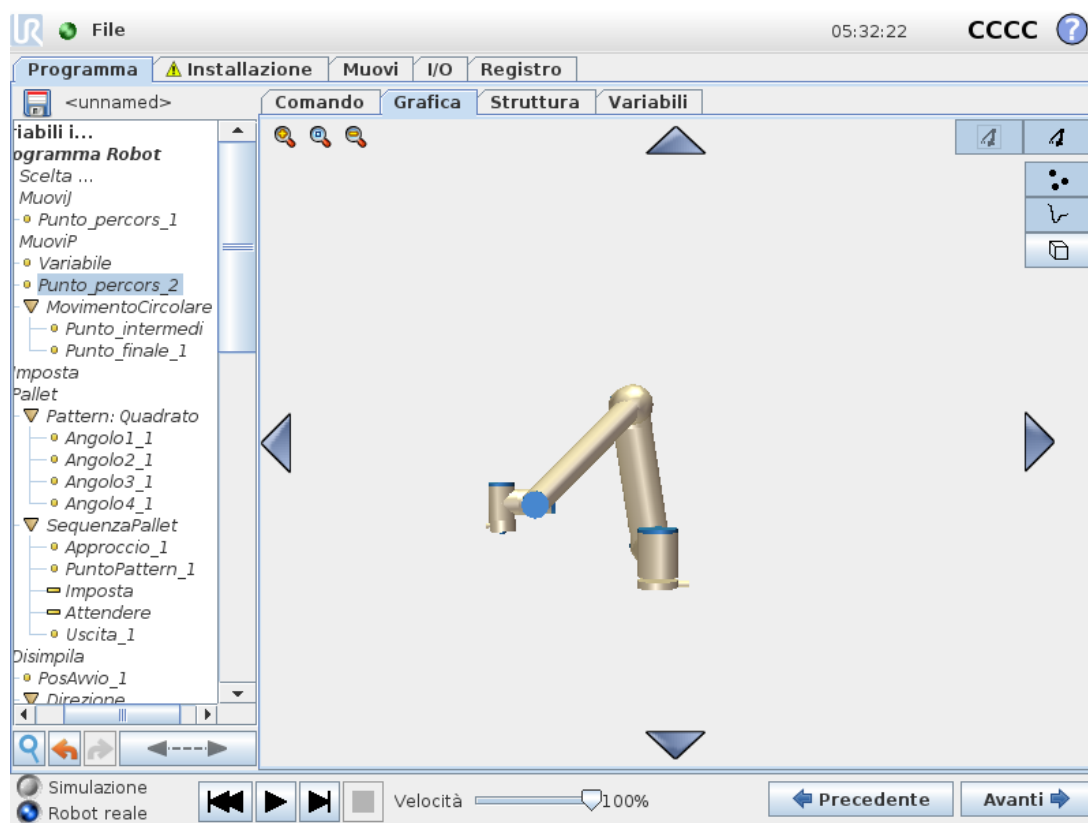 UR File 05:32:22 CCCC ?
Programma Installazione Muovi I/O Registro
<unnamed> Comando Grafica Struttura Variabili
riabili i...
ogramma Robot
Scelta ...
MuoviJ
Punto_percors_1
MuoviP
Variabile
Punto_percors_2
MovimentoCircolare
Punto_intermedi
Punto_finale_1
Imposta
Pallet
Pattern: Quadrato
Angolo1_1
Angolo2_1
Angolo3_1
Angolo4_1
SequenzaPallet
Approccio_1
PuntoPattern_1
Imposta
Attendere
Uscita_1
Disimpila
PosAvvio_1
Direzione
Simulazione
Robot reale
Velocità 100% Precedente Avanti